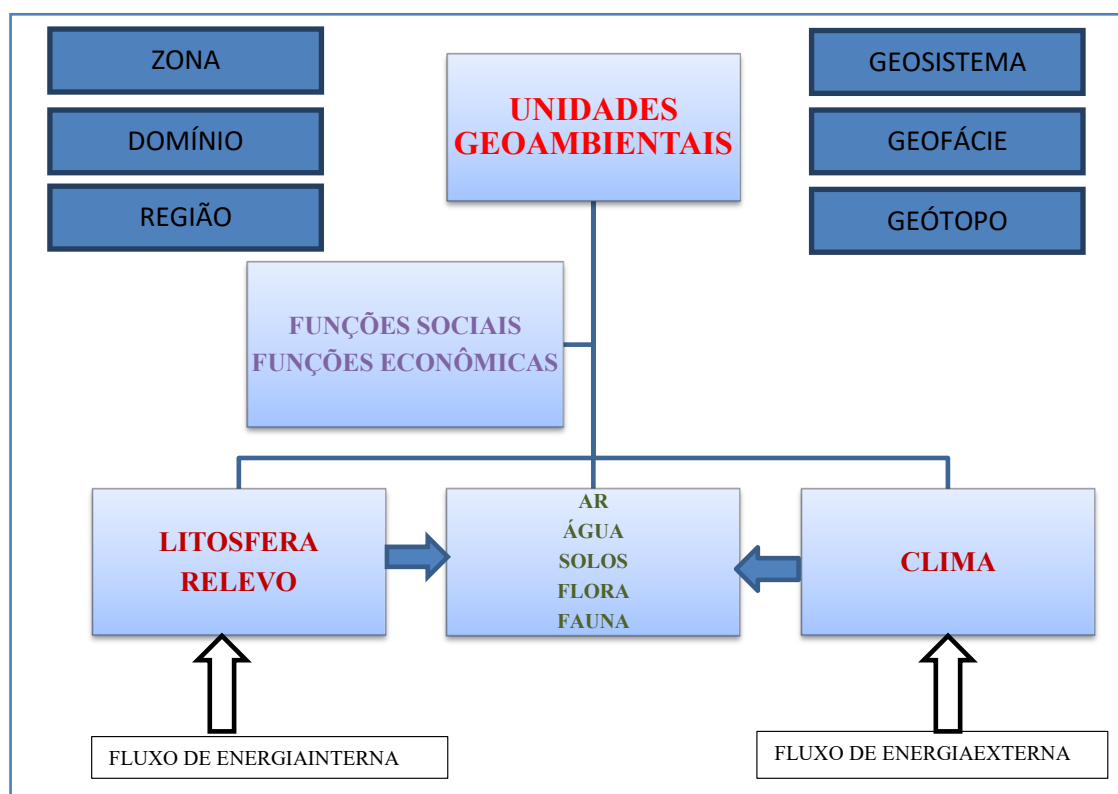 ZONA
DOMÍNIO
REGIÃO
UNIDADES
GEOAMBIENTAIS
GEOSISTEMA
GEOFÁCIE
GEÓTOPO
FUNÇÕES SOCIAIS
FUNÇÕES ECONÔMICAS
LITOSFERA
RELEVO
AR
ÁGUA
SOLOS
FLORA
FAUNA
CLIMA
FLUXO DE ENERGIAINTERNA
FLUXO DE ENERGIAEXTERNA